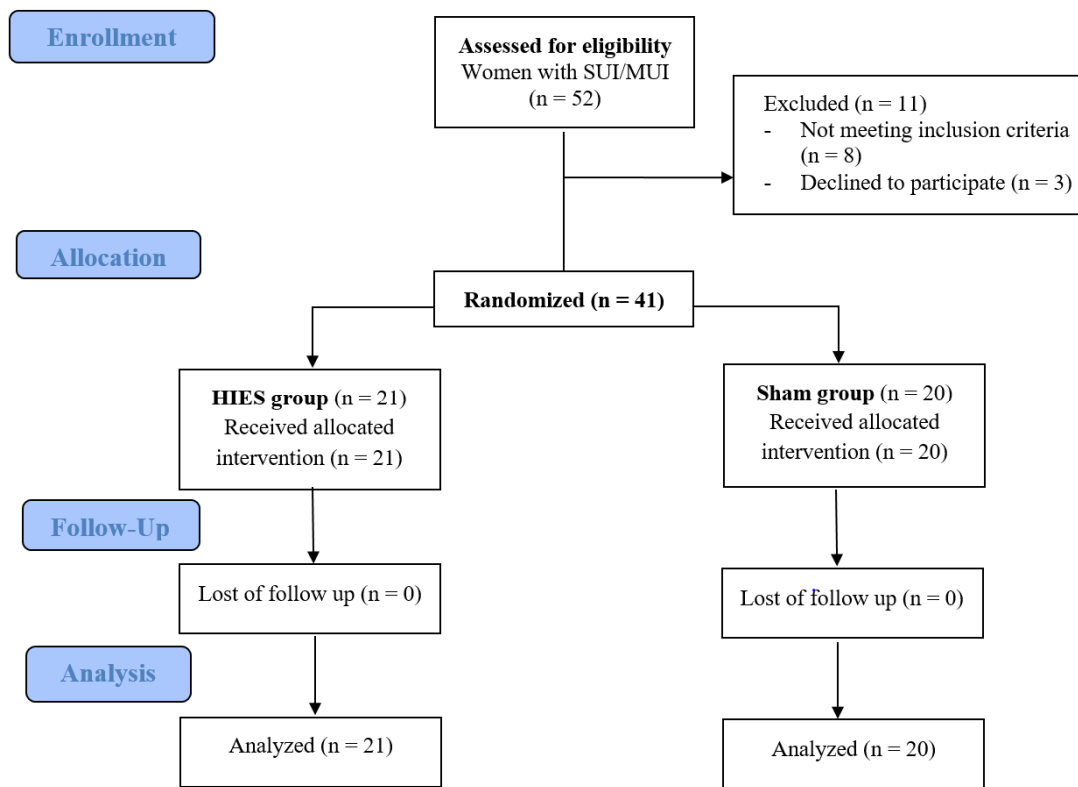 Enrollment
Assessed for eligibility
Women with SUI/MUI
(n = 52)
Excluded (n = 11)
- Not meeting inclusion criteria
(n = 8)
- Declined to participate (n = 3)
Allocation
Randomized (n = 41)
HIES group (n = 21)
Received allocated
intervention (n = 21)
Sham group (n = 20)
Received allocated
intervention (n = 20)
Follow-Up
Lost of follow up (n = 0)
Lost of follow up (n = 0)
Analysis
Analyzed (n = 21)
Analyzed (n = 20)